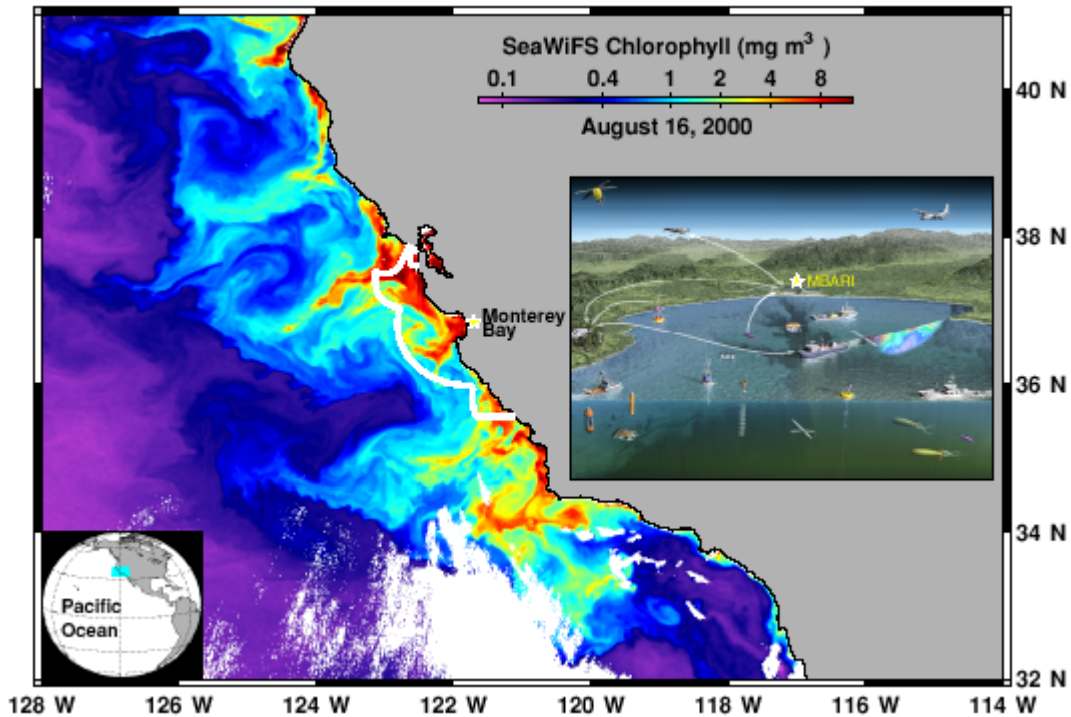 SeaWiFS Chlorophyll (mg m³ )
0.1 0.4 1 2 4 8
August 16, 2000
40 N
38 N
MBARI
Monterey
Bay
36 N
34 N
Pacific
Ocean
32 N
128 W 126 W 124 W 122 W 120 W 118 W 116 W 114 W